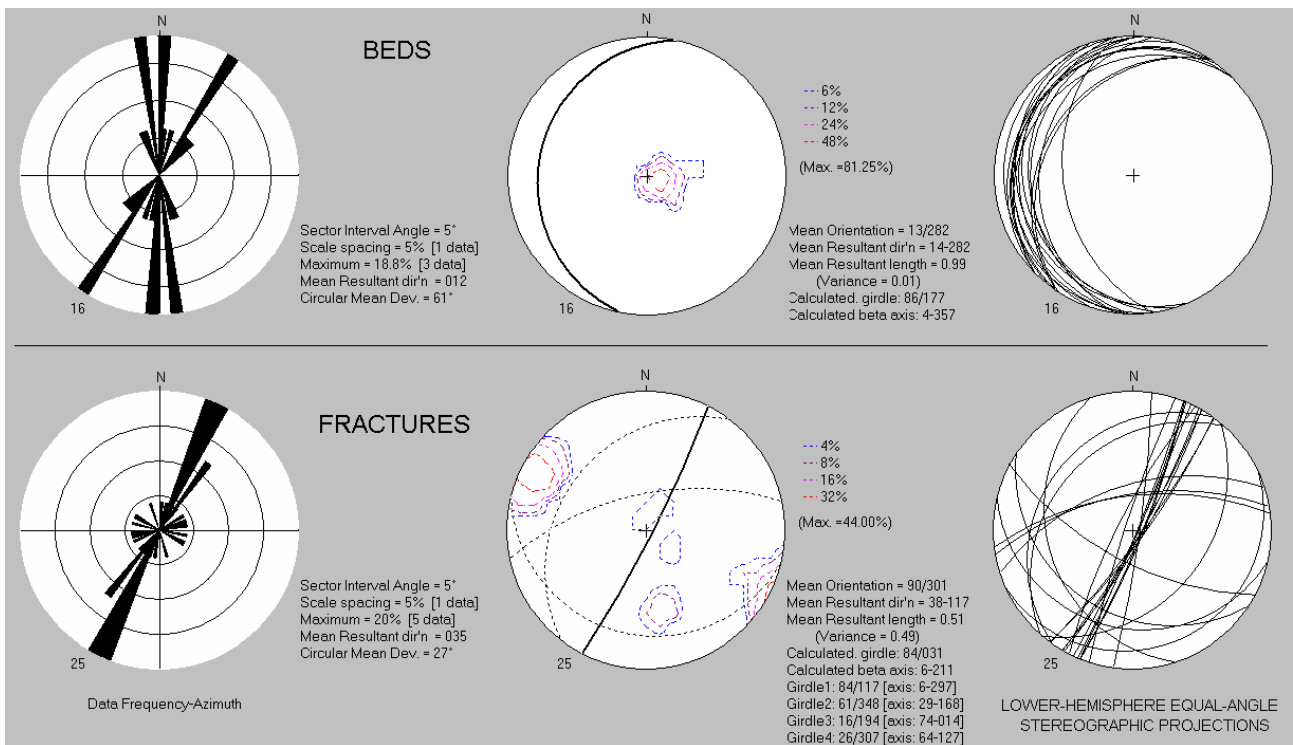 N
BEDS
Sector Interval Angle = 5°
Scale spacing = 5% [1 data]
Maximum = 18.8% [3 data]
Mean Resultant dir'n = 012
Circular Mean Dev. = 61°
16
N
6%
12%
24%
48%
(Max. =81.25%)
Mean Orientation = 13/282
Mean Resultant dir'n = 14-282
Mean Resultant length = 0.99
(Variance = 0.01)
Calculated. girdle: 86/177
Calculated beta axis: 4-357
16
N
16
N
FRACTURES
Sector Interval Angle = 5°
Scale spacing = 5% [1 data]
Maximum = 20% [5 data]
Mean Resultant dir'n = 035
Circular Mean Dev. = 27°
25
Data Frequency-Azimuth
N
4%
8%
16%
32%
(Max. =44.00%)
Mean Orientation = 90/301
Mean Resultant dir'n = 38-117
Mean Resultant length = 0.51
(Variance = 0.49)
Calculated. girdle: 84/031
Calculated beta axis: 6-211
Girdle1: 84/117 [axis: 6-297]
Girdle2: 61/348 [axis: 29-168]
Girdle3: 16/194 [axis: 74-014]
Girdle4: 26/307 [axis: 64-127]
25
N
25
LOWER-HEMISPHERE EQUAL-ANGLE
STEREOGRAPHIC PROJECTIONS